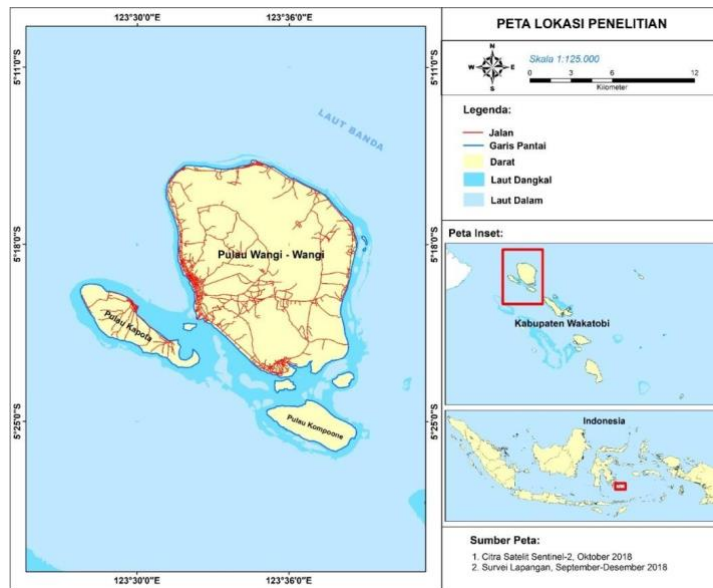 123°30'0"E 123°36'0"E
5°11'0"S 5°11'0"S
LAUT BANDA
5°18'0"S 5°18'0"S
Pulau Wangi - Wangi
Pulau Kapota
5°25'0"S 5°25'0"S
Pulau Kompoone
123°30'0"E 123°36'0"E
PETA LOKASI PENELITIAN
N
W E
S
Skala 1:125.000
0 3 6 12
Kilometer
Legenda:
Jalan
Garis Pantai
Darat
Laut Dangkal
Laut Dalam
Peta Inset:
Kabupaten Wakatobi
Indonesia
Sumber Peta:
1. Citra Satelit Sentinel-2, Oktober 2018
2. Survei Lapangan, September-Desember 2018